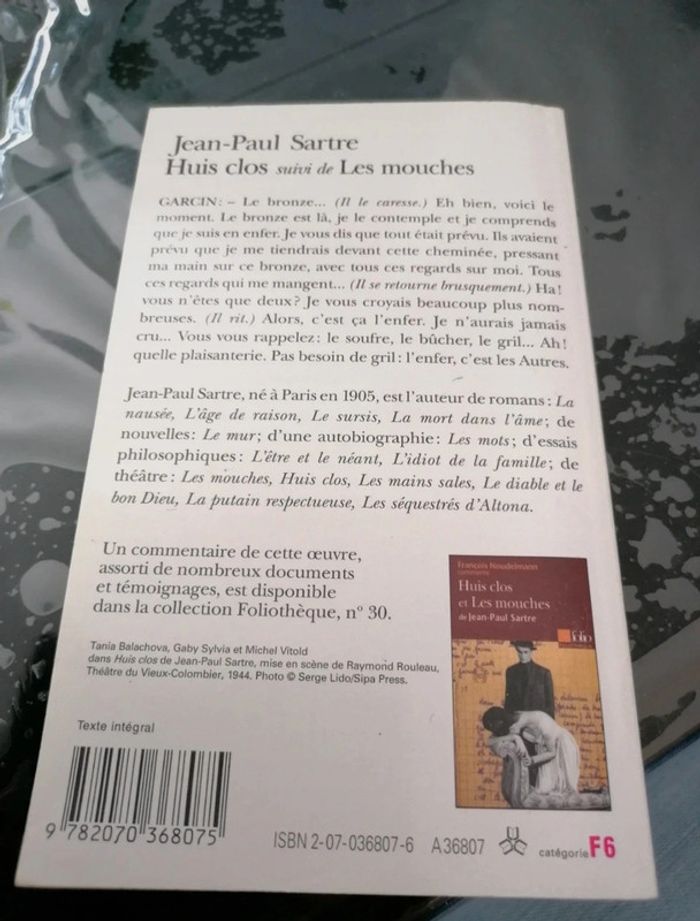 Jean-Paul Sartre
Huis clos suivi de Les mouches
GARCIN: – Le bronze... (Il le caresse.) Eh bien, voici le
moment. Le bronze est là, je le contemple et je comprends
que je suis en enfer. Je vous dis que tout était prévu. Ils avaient
prévu que je me tiendrais devant cette cheminée, pressant
ma main sur ce bronze, avec tous ces regards sur moi. Tous
ces regards qui me mangent... (Il se retourne brusquement.) Ha!
vous n'êtes que deux? Je vous croyais beaucoup plus nom-
breuses. (Il rit.) Alors, c'est ça l'enfer. Je n'aurais jamais
cru... Vous vous rappelez: le soufre, le bûcher, le gril... Ah!
quelle plaisanterie. Pas besoin de gril: l'enfer, c'est les Autres.
Jean-Paul Sartre, né à Paris en 1905, est l'auteur de romans: La
nausée, L'âge de raison, Le sursis, La mort dans l'âme; de
nouvelles: Le mur; d'une autobiographie: Les mots; d'essais
philosophiques: L'être et le néant, L'idiot de la famille; de
théâtre: Les mouches, Huis clos, Les mains sales, Le diable et le
bon Dieu, La putain respectueuse, Les séquestrés d'Altona.
Un commentaire de cette œuvre,
assorti de nombreux documents
et témoignages, est disponible
dans la collection Foliothèque, n° 30.
François Noudelmann
commente
Huis clos
et Les mouches
de Jean-Paul Sartre
folio
Tania Balachova, Gaby Sylvia et Michel Vitold
dans Huis clos de Jean-Paul Sartre, mise en scène de Raymond Rouleau,
Théâtre du Vieux-Colombier, 1944. Photo © Serge Lido/Sipa Press.
Texte intégral
9 782070 368075
ISBN 2-07-036807-6 A36807 catégorie F6